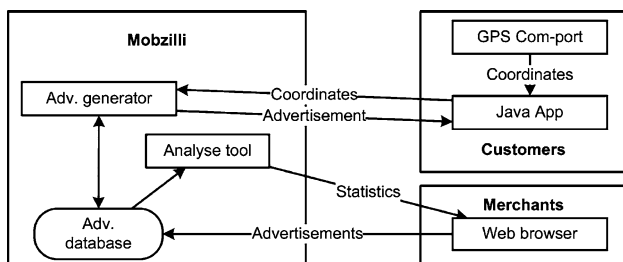 Mobzilli
GPS Com-port
Coordinates
Adv. generator
Coordinates
Advertisement
Java App
Customers
Analyse tool
Statistics
Merchants
Adv.
database
Advertisements
Web browser